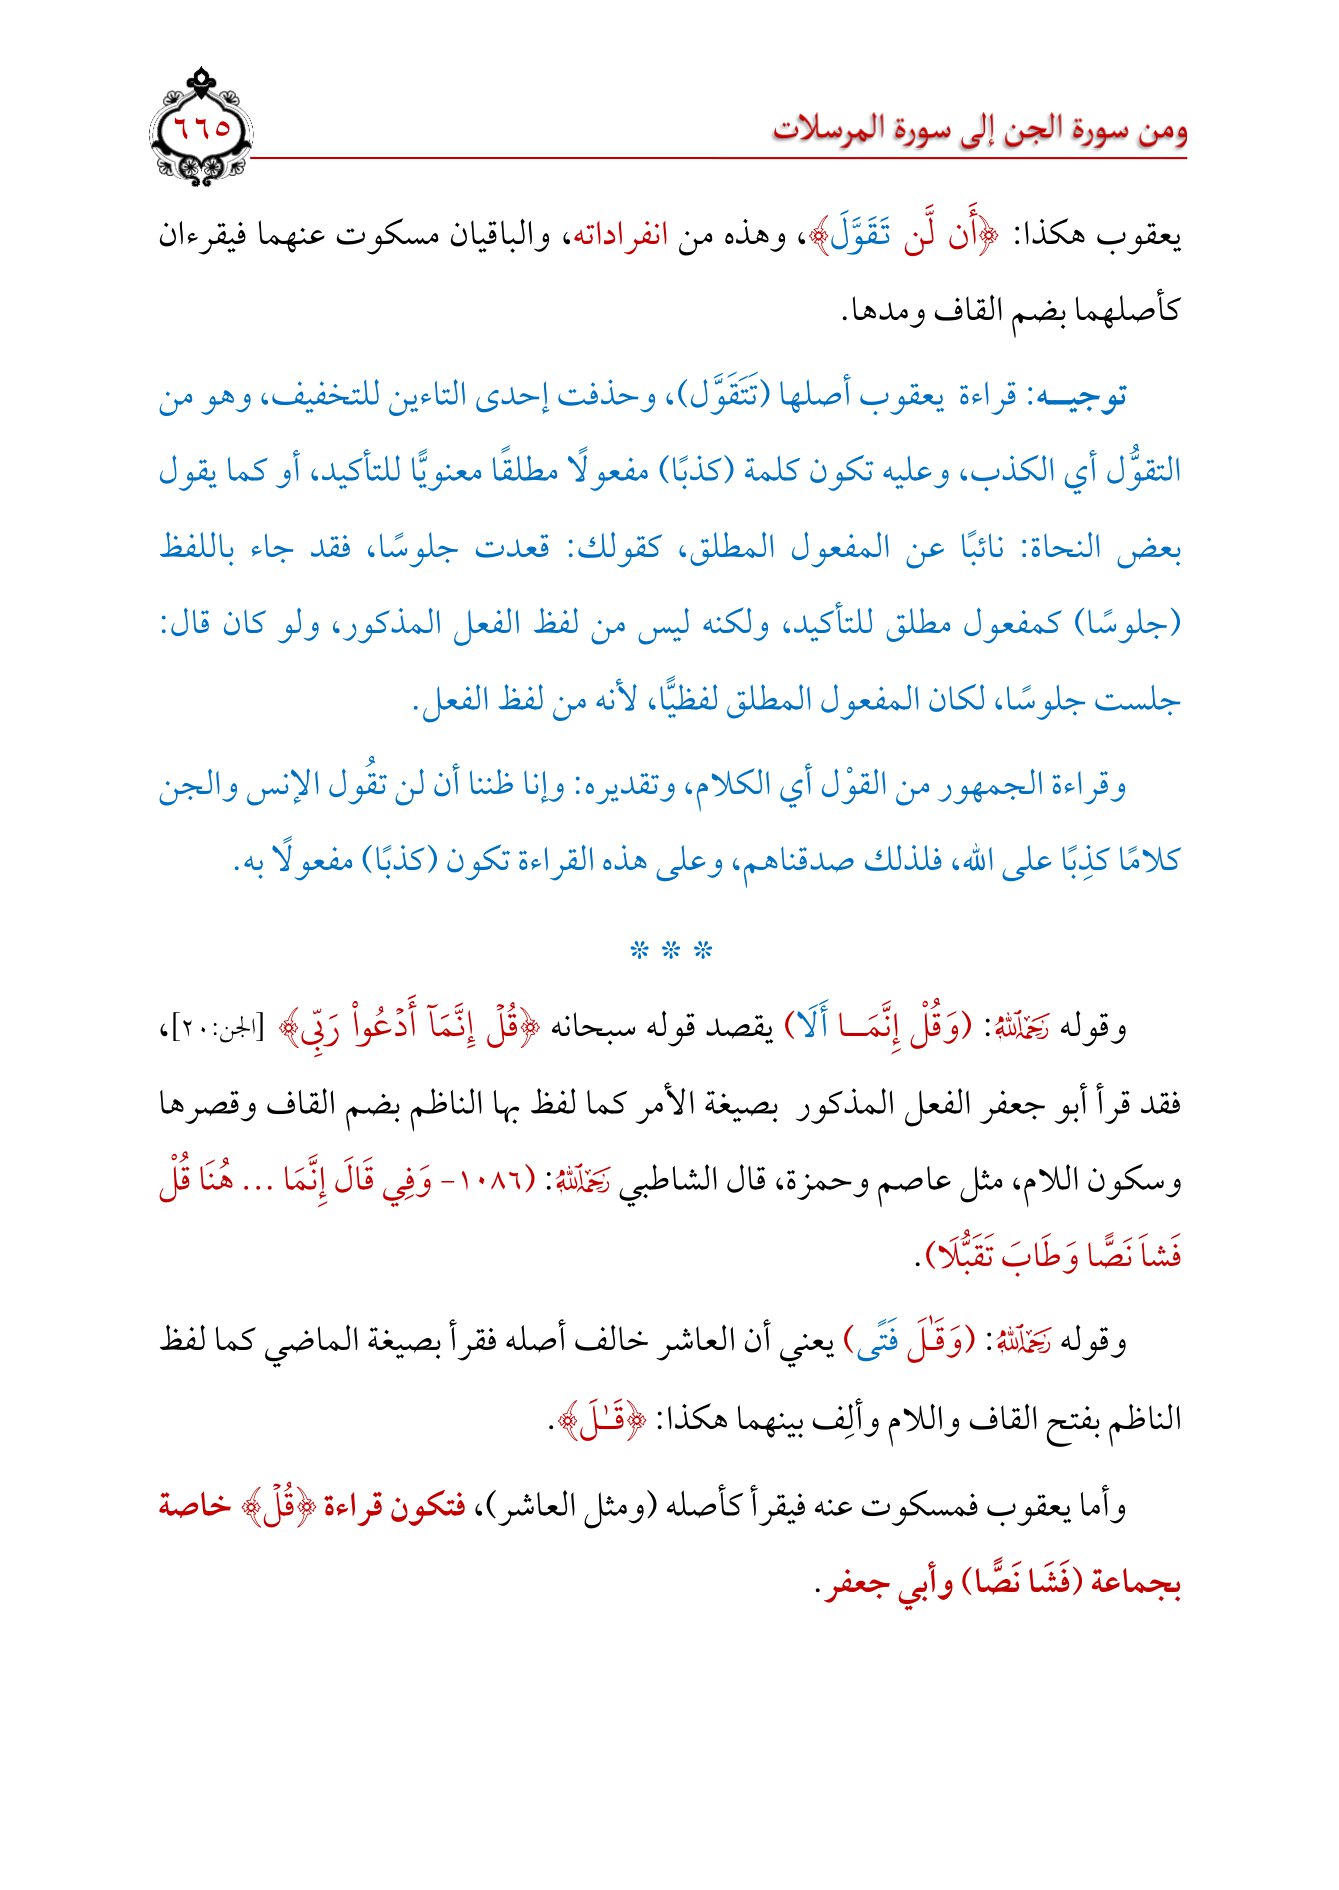 ومن سورة الجن إلى سورة المرسلات
٦٦٥
يعقوب هكذا: ﴿أَن لَّن تَقَوَّلَ﴾، وهذه من انفراداته، والباقيان مسكوت عنهما فيقرءان
كأصلهما بضم القاف ومدها.
توجيـــه: قراءة يعقوب أصلها (تَتَقَوَّل)، وحذفت إحدى التاءين للتخفيف، وهو من
التقوُّل أي الكذب، وعليه تكون كلمة (كذبًا) مفعولًا مطلقًا معنويًّا للتأكيد، أو كما يقول
بعض النحاة: نائبًا عن المفعول المطلق، كقولك: قعدت جلوسًا، فقد جاء باللفظ
(جلوسًا) كمفعول مطلق للتأكيد، ولكنه ليس من لفظ الفعل المذكور، ولو كان قال:
جلست جلوسًا، لكان المفعول المطلق لفظيًّا، لأنه من لفظ الفعل.
وقراءة الجمهور من القوْل أي الكلام، وتقديره: وإنا ظننا أن لن تقُول الإنس والجن
كلامًا كذِبًا على الله، فلذلك صدقناهم، وعلى هذه القراءة تكون (كذبًا) مفعولًا به.
* * *
وقوله رَحِمَهُ ٱللَّهُ: (وَقُلْ إِنَّمَـــا أَلَا) يقصد قوله سبحانه ﴿قُلْ إِنَّمَآ أَدْعُواْ رَبِّى﴾ [الجن:٢٠]،
فقد قرأ أبو جعفر الفعل المذكور بصيغة الأمر كما لفظ بها الناظم بضم القاف وقصرها
وسكون اللام، مثل عاصم وحمزة، قال الشاطبي رَحِمَهُ ٱللَّهُ: (١٠٨٦- وَفِي قَالَ إِنَّمَا ... هُنَا قُلْ
فَشاَ نَصًّا وَطَابَ تَقَبُّلَا).
وقوله رَحِمَهُ ٱللَّهُ: (وَقَـٰلَ فَتًى) يعني أن العاشر خالف أصله فقرأ بصيغة الماضي كما لفظ
الناظم بفتح القاف واللام وألِف بينهما هكذا: ﴿قَـٰلَ﴾.
وأما يعقوب فمسكوت عنه فيقرأ كأصله (ومثل العاشر)، فتكون قراءة ﴿قُلْ﴾ خاصة
بجماعة (فَشَا نَصًّا) وأبي جعفر.